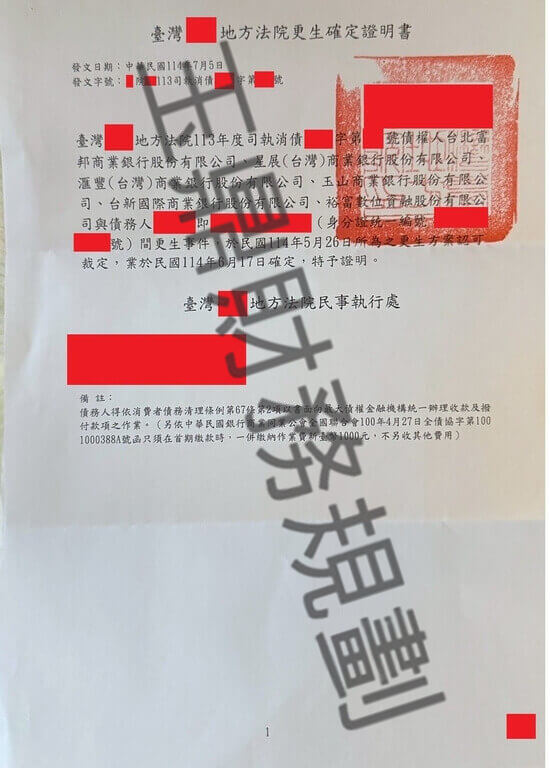 臺灣 地方法院更生確定證明書
發文日期：中華民國114年7月5日
發文字號： 院 113司執消債 字第 號
臺灣 地方法院113年度司執消債 字第 號債權人台北富
邦商業銀行股份有限公司、星展(台灣)商業銀行股份有限公司、
滙豐(台灣)商業銀行股份有限公司、玉山商業銀行股份有限公
司、台新國際商業銀行股份有限公司、裕富數位資融股份有限公
司與債務人 即 （身分證統一編號
號）間更生事件，於民國114年5月26日所為之更生方案認可
裁定，業於民國114年6月17日確定，特予證明。
臺灣 地方法院民事執行處
備註：
債務人得依消費者債務清理條例第67條第2項以書面向最大債權金融機構統一辦理收款及撥
付款項之作業。（另依中華民國銀行商業同業公會全國聯合會100年4月27日全債協字第100
1000388A號函只須在首期繳款時，一併繳納作業費新臺幣1000元，不另收其他費用）
1
財務規劃